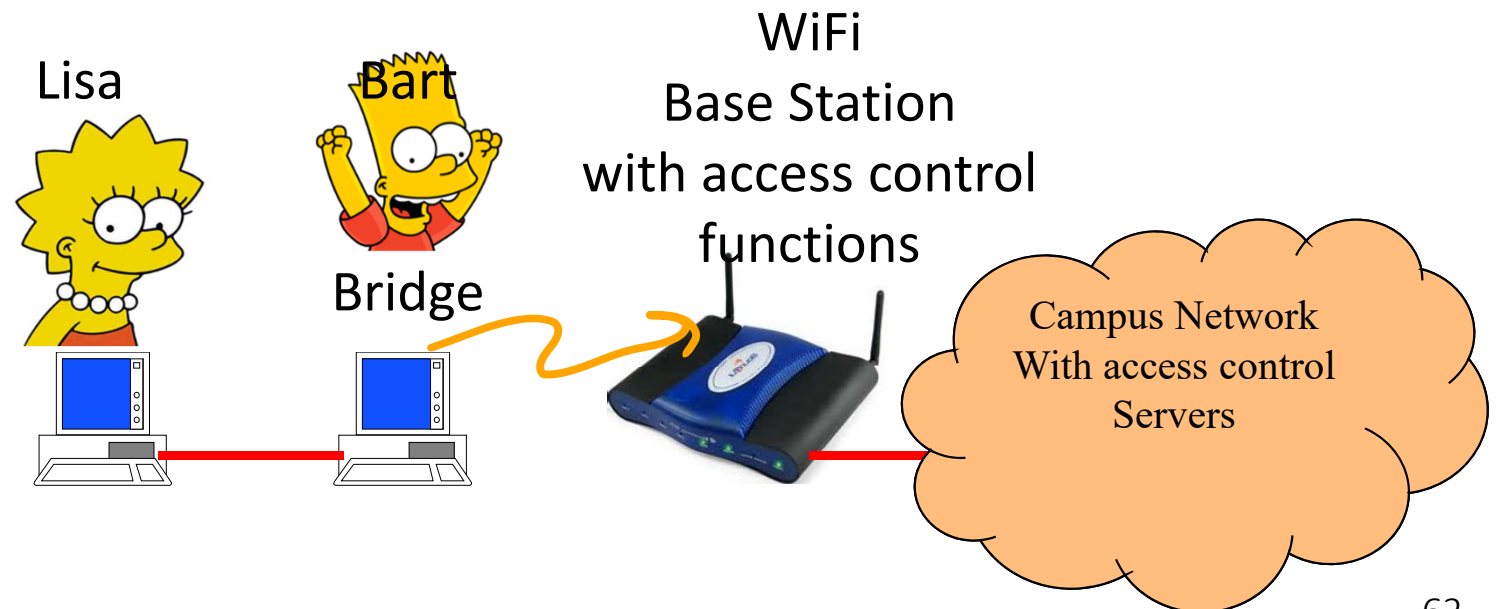 Lisa
Bart
WiFi
Base Station
with access control
functions
Bridge
Campus Network
With access control
Servers